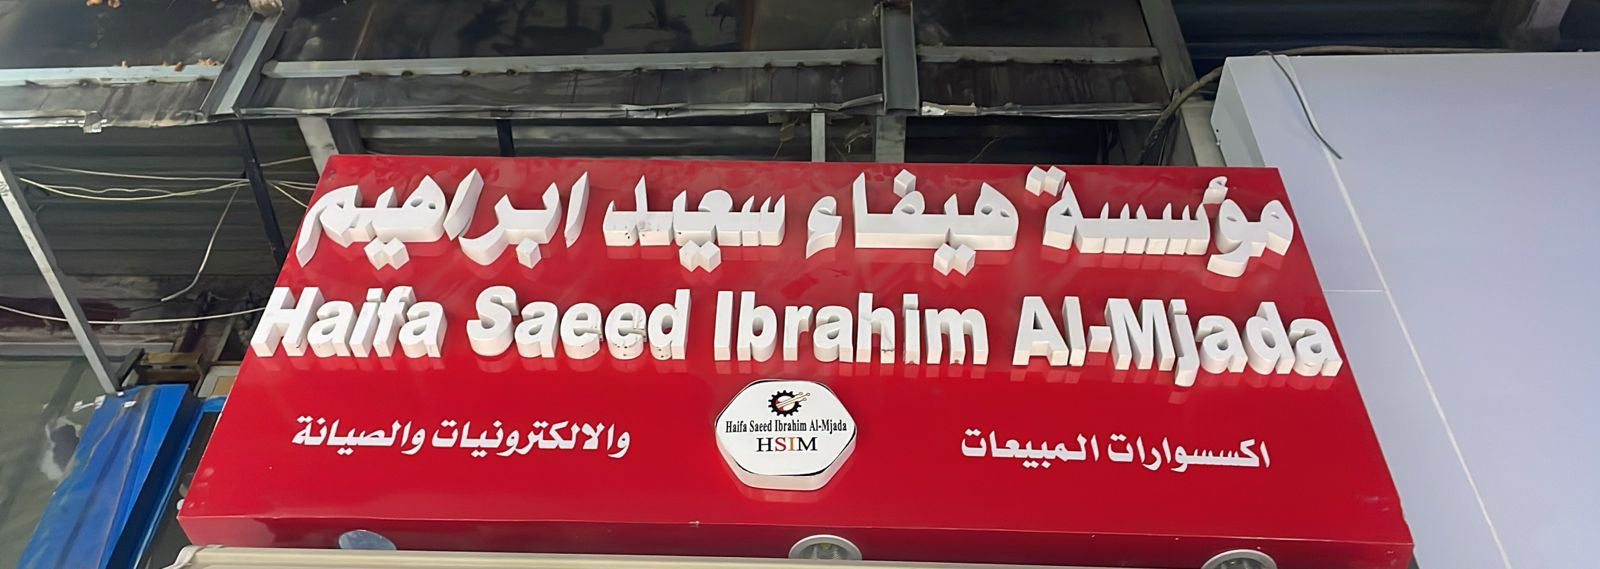 مؤسسة هيفاء سعيد ابراهيم
Haifa Saeed Ibrahim Al-Mjada
اكسسوارات المبيعات
Haifa Saeed Ibrahim Al-Mjada
HSIM
والالكترونيات والصيانة